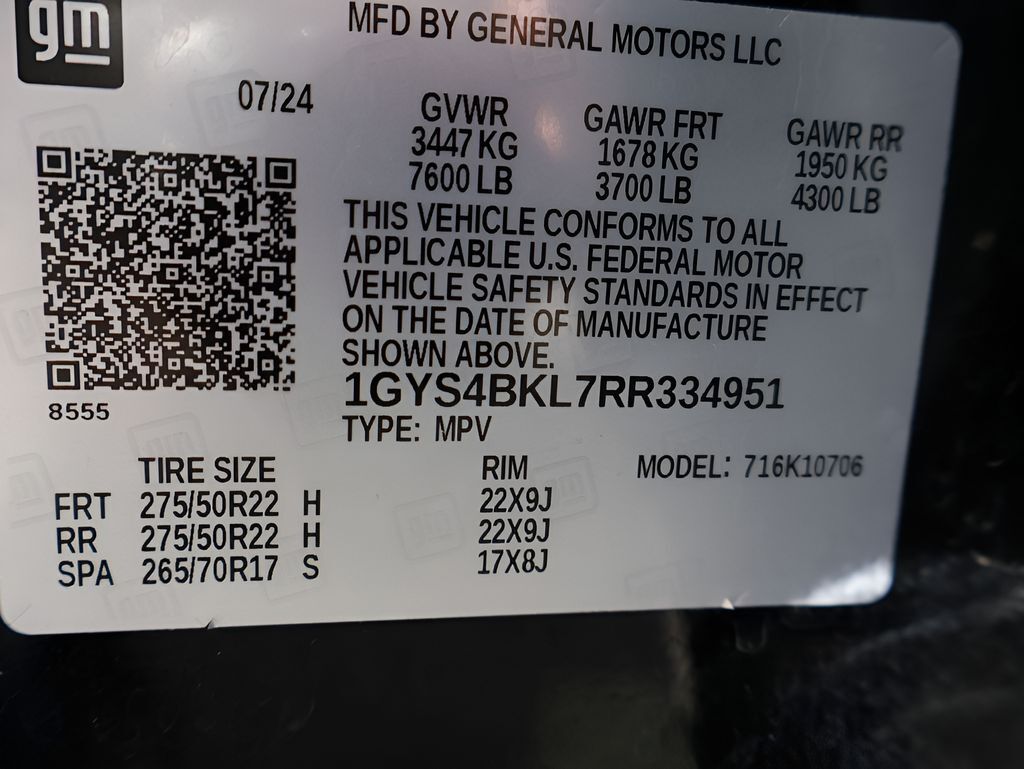 gm
MFD BY GENERAL MOTORS LLC
07/24
GVWR GAWR FRT GAWR RR
3447 KG 1678 KG 1950 KG
7600 LB 3700 LB 4300 LB
THIS VEHICLE CONFORMS TO ALL
APPLICABLE U.S. FEDERAL MOTOR
VEHICLE SAFETY STANDARDS IN EFFECT
ON THE DATE OF MANUFACTURE
SHOWN ABOVE.
1GYS4BKL7RR334951
8555
TYPE: MPV
TIRE SIZE RIM MODEL: 716K10706
FRT 275/50R22 H 22X9J
RR 275/50R22 H 22X9J
SPA 265/70R17 S 17X8J